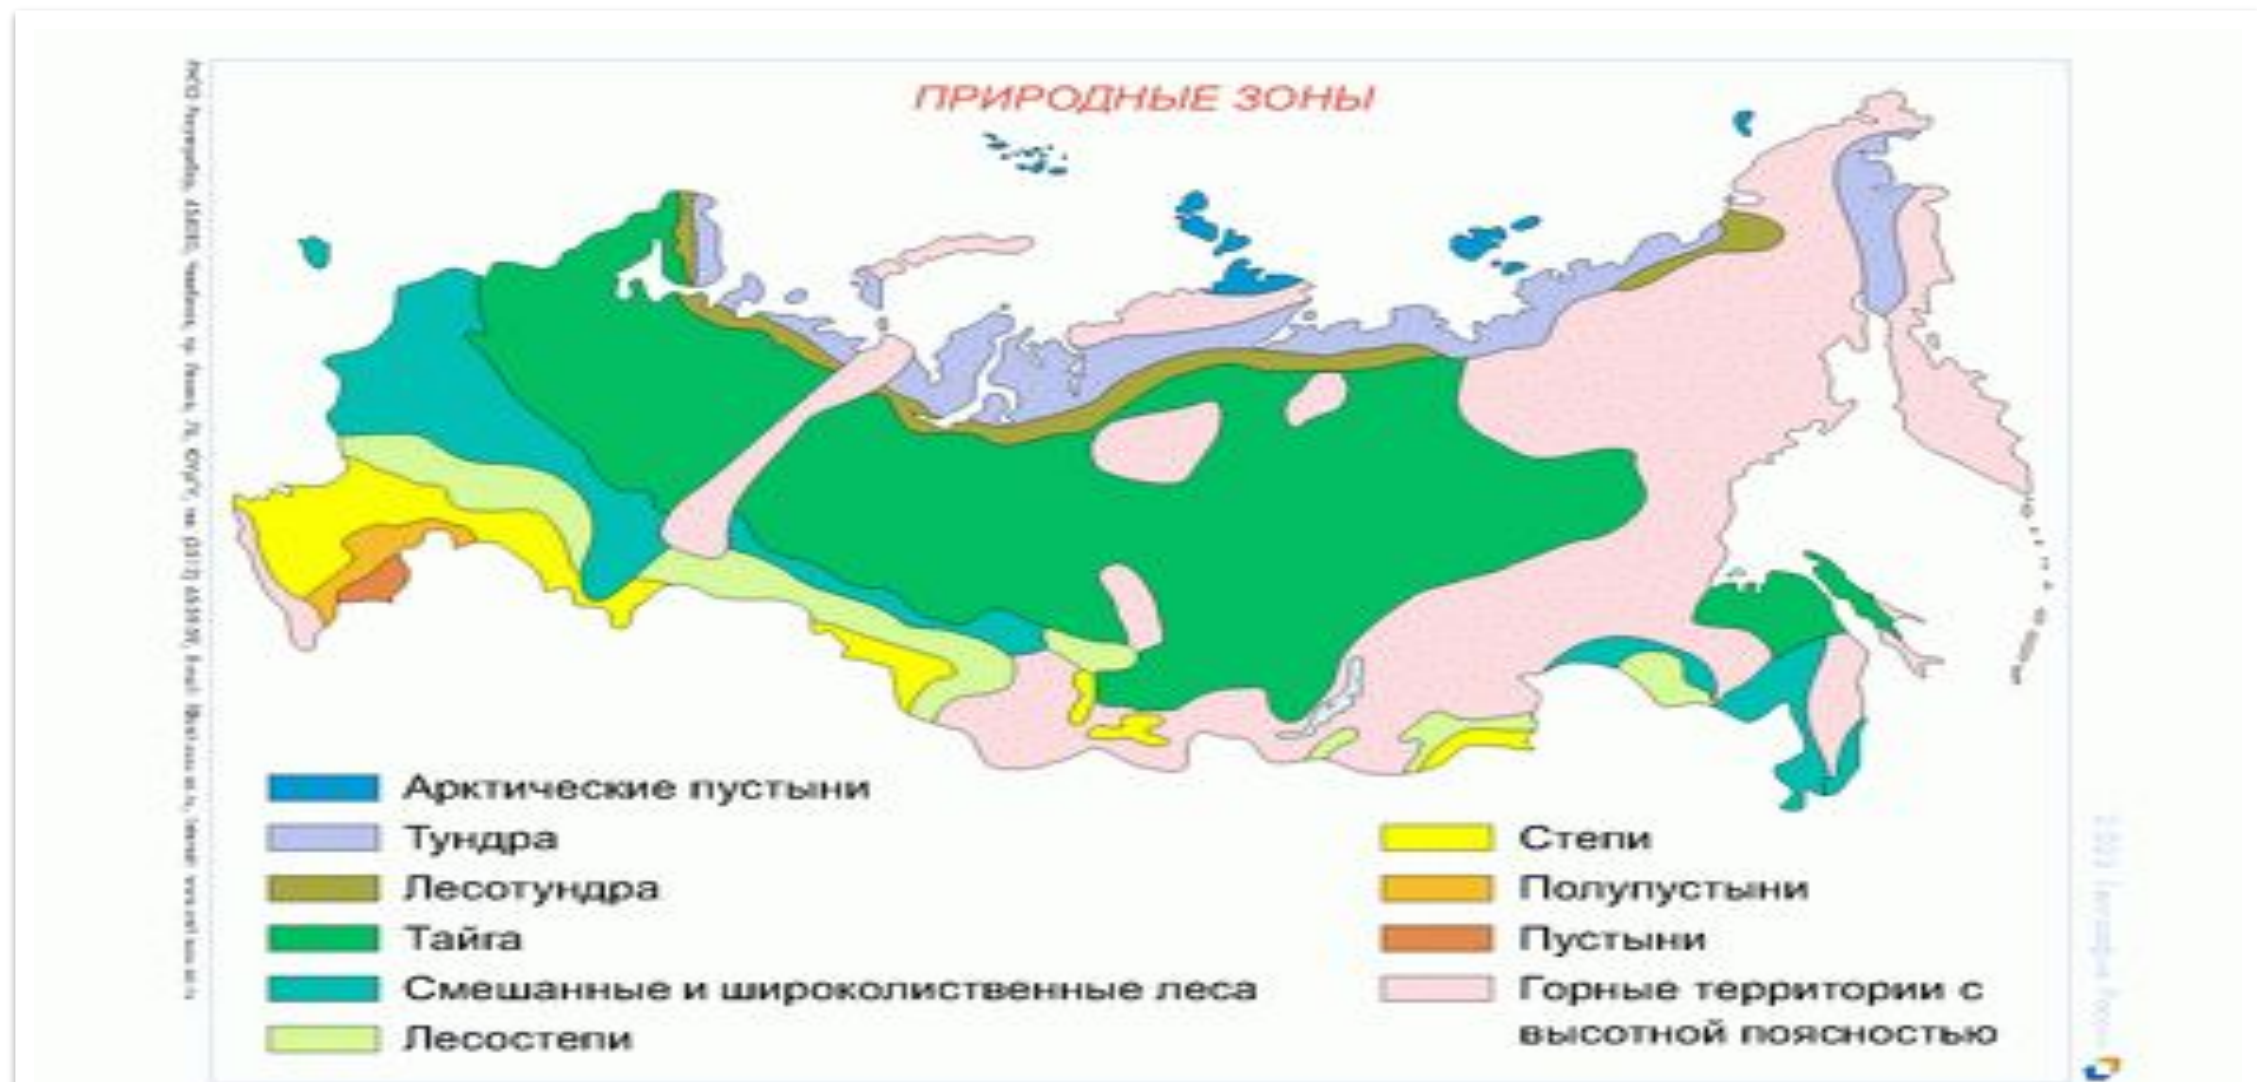 ПРИРОДНЫЕ ЗОНЫ
Арктические пустыни
Тундра
Лесотундра
Тайга
Смешанные и широколиственные леса
Лесостепи
Степи
Полупустыни
Пустыни
Горные территории с
высотной поясностью